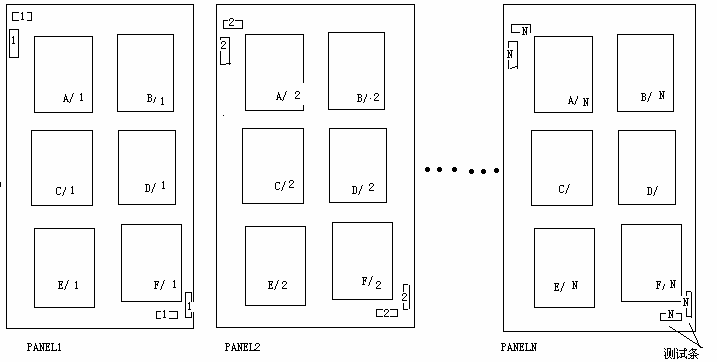 1
1
A/ 1
B/ 1
C/ 1
D/ 1
E/ 1
F/ 1
1
1
PANEL1
2
2
A/ 2
B/ 2
C/ 2
D/ 2
E/ 2
F/ 2
2
2
PANEL2
N
N
A/ N
B/ N
C/
D/
E/ N
F/ N
N
N
PANELN
测试条